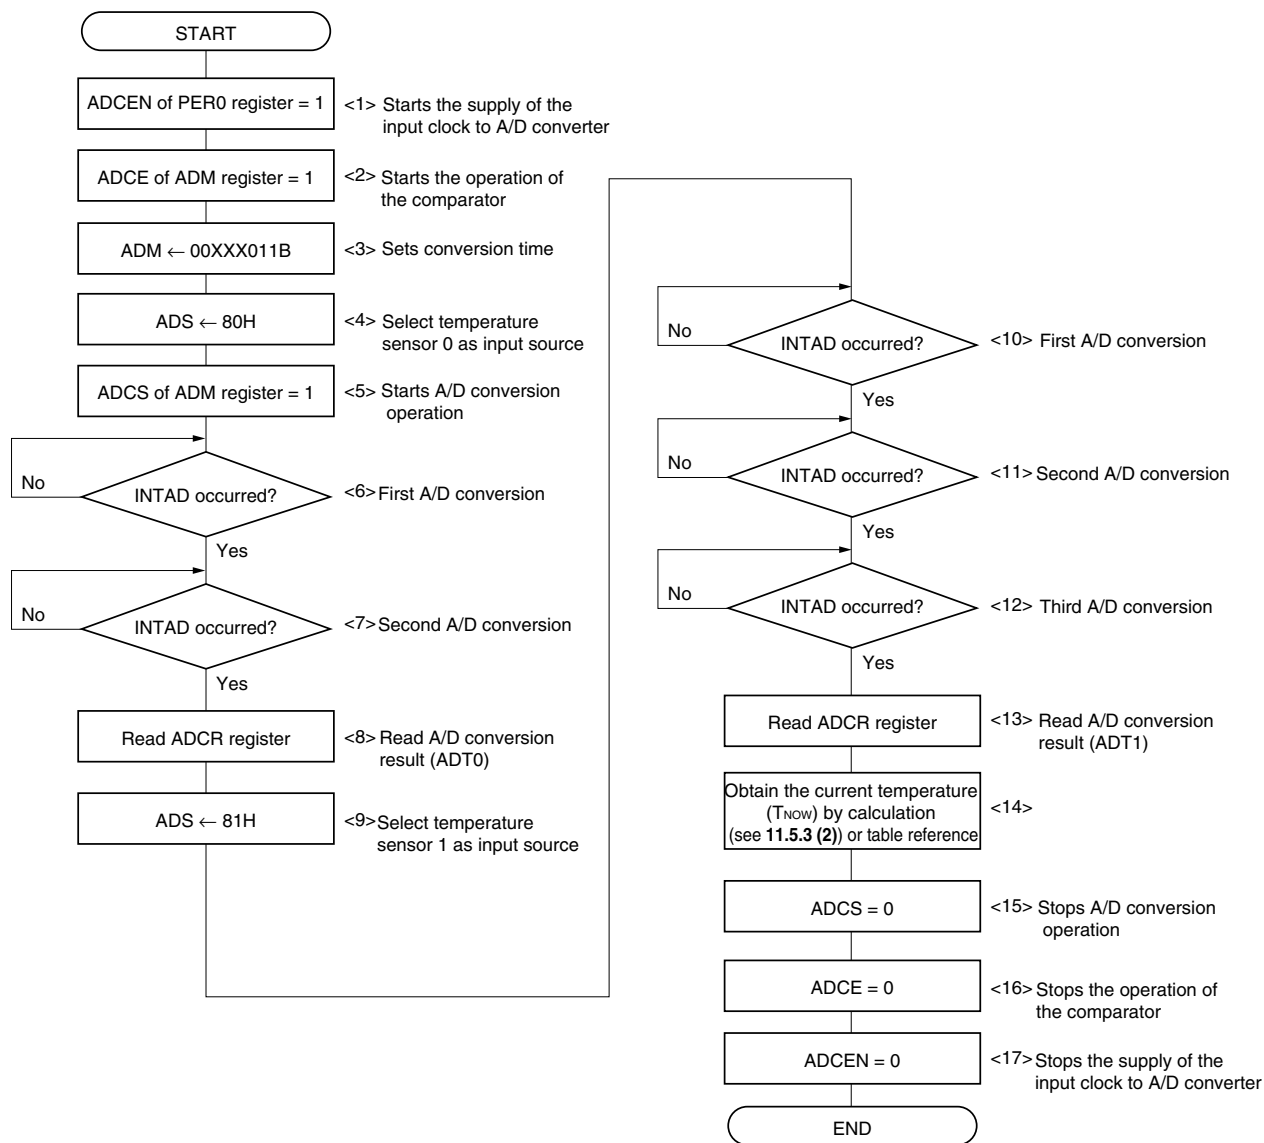 START
ADCEN of PER0 register = 1
<1> Starts the supply of the
input clock to A/D converter
ADCE of ADM register = 1
<2> Starts the operation of
the comparator
ADM ← 00XXX011B
<3> Sets conversion time
ADS ← 80H
<4> Select temperature
sensor 0 as input source
ADCS of ADM register = 1
<5> Starts A/D conversion
operation
No
INTAD occurred?
<6> First A/D conversion
Yes
No
INTAD occurred?
<7> Second A/D conversion
Yes
Read ADCR register
<8> Read A/D conversion
result (ADT0)
ADS ← 81H
<9> Select temperature
sensor 1 as input source
No
INTAD occurred?
<10> First A/D conversion
Yes
No
INTAD occurred?
<11> Second A/D conversion
Yes
No
INTAD occurred?
<12> Third A/D conversion
Yes
Read ADCR register
<13> Read A/D conversion
result (ADT1)
Obtain the current temperature
(TNOW) by calculation
(see 11.5.3 (2)) or table reference
<14>
ADCS = 0
<15> Stops A/D conversion
operation
ADCE = 0
<16> Stops the operation of
the comparator
ADCEN = 0
<17> Stops the supply of the
input clock to A/D converter
END